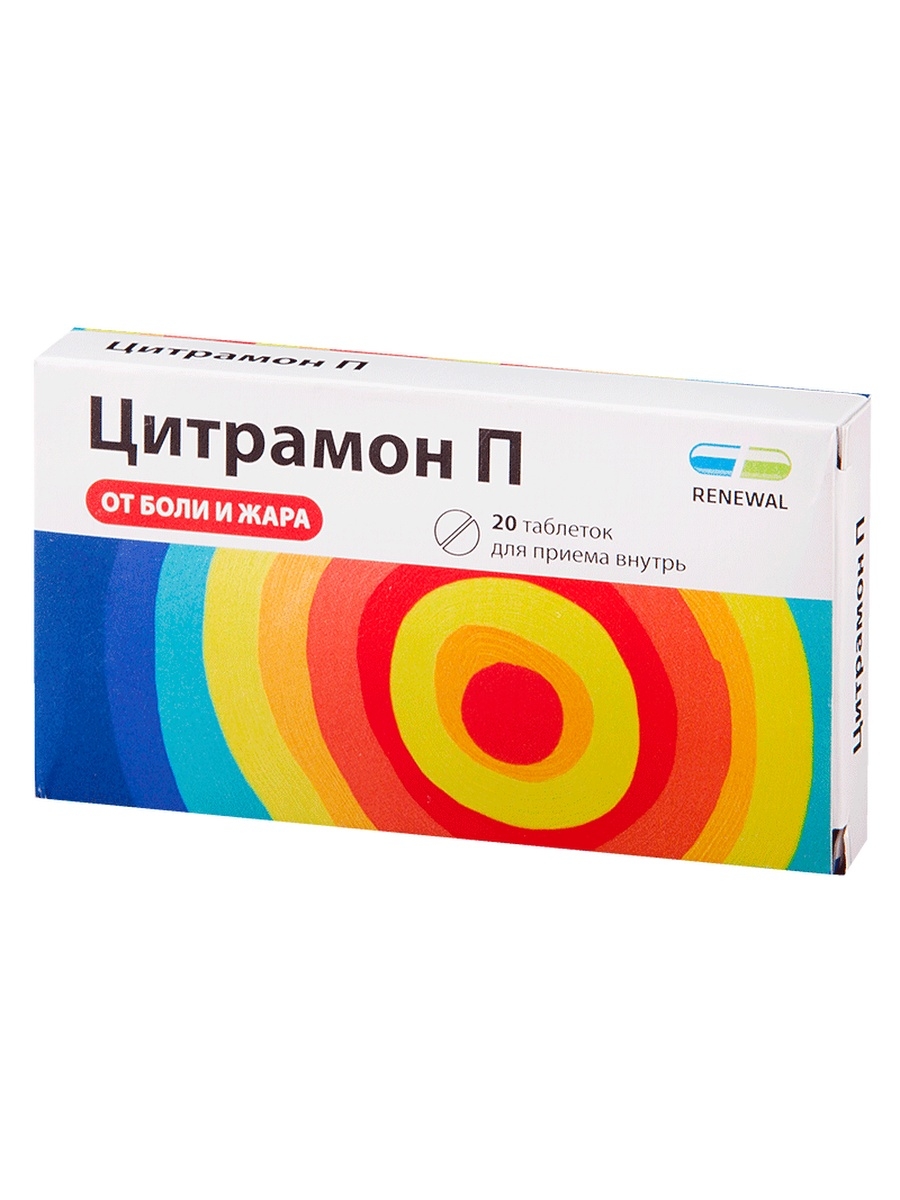 Цитрамон П
Цитрамон П
ОТ БОЛИ И ЖАРА
20 таблеток
для приема внутрь
RENEWAL
Цитрамон П